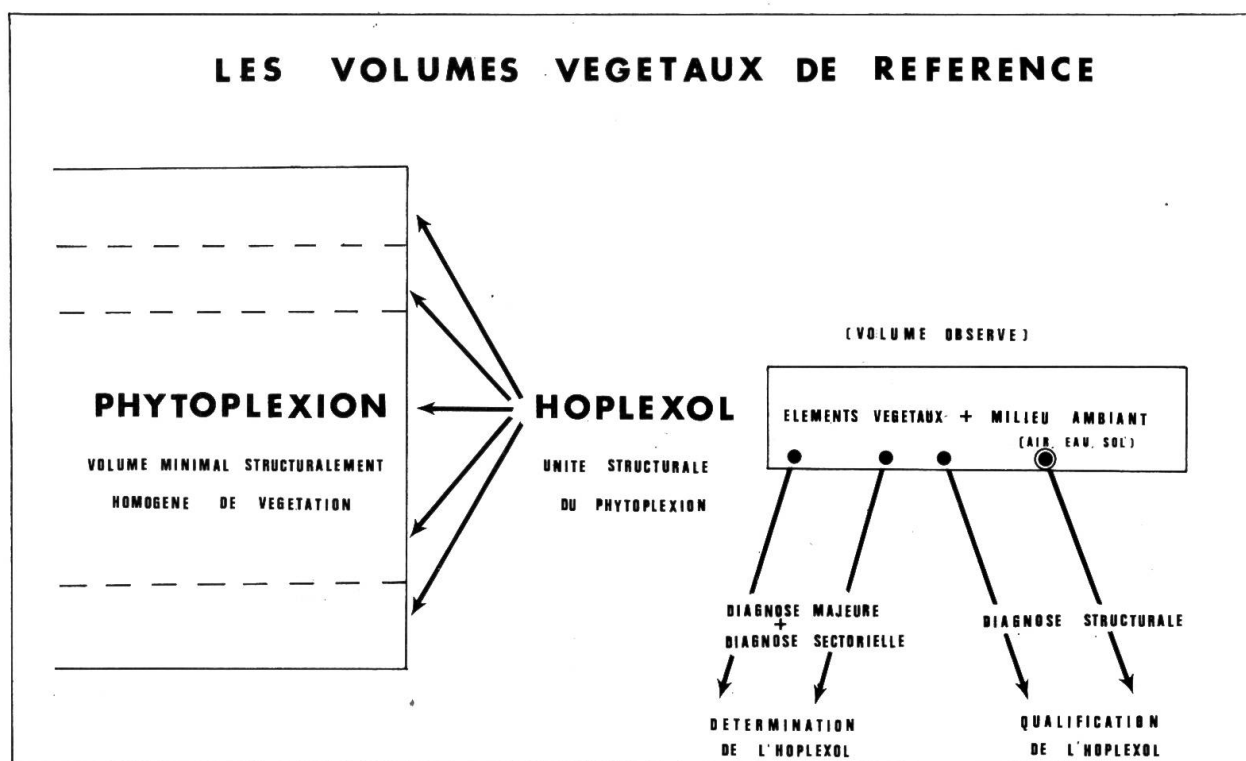 LES VOLUMES VEGETAUX DE REFERENCE
PHYTOPLEXION
VOLUME MINIMAL STRUCTURALEMENT
HOMOGENE DE VEGETATION
HOPLEXOL
UNITE STRUCTURALE
DU PHYTOPLEXION
(VOLUME OBSERVE)
ELEMENTS VEGETAUX + MILIEU AMBIANT
(AIR, EAU, SOL)
DIAGNOSE MAJEURE
+
DIAGNOSE SECTORIELLE
DIAGNOSE STRUCTURALE
DETERMINATION
DE L'HOPLEXOL
QUALIFICATION
DE L'HOPLEXOL